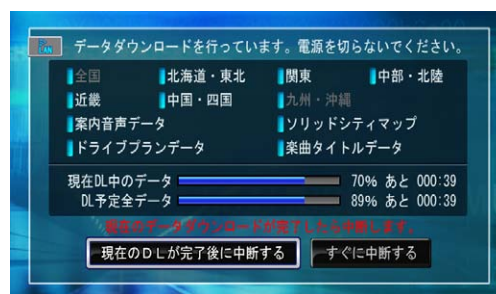 データダウンロードを行っています。電源を切らないでください。
全国 北海道・東北 関東 中部・北陸
近畿 中国・四国 九州・沖縄
案内音声データ ソリッドシティマップ
ドライブプランデータ 楽曲タイトルデータ
現在DL中のデータ 70% あと 000:39
DL予定全データ 89% あと 000:39
現在のデータダウンロードが完了したら中断します。
現在のDLが完了後に中断する すぐに中断する